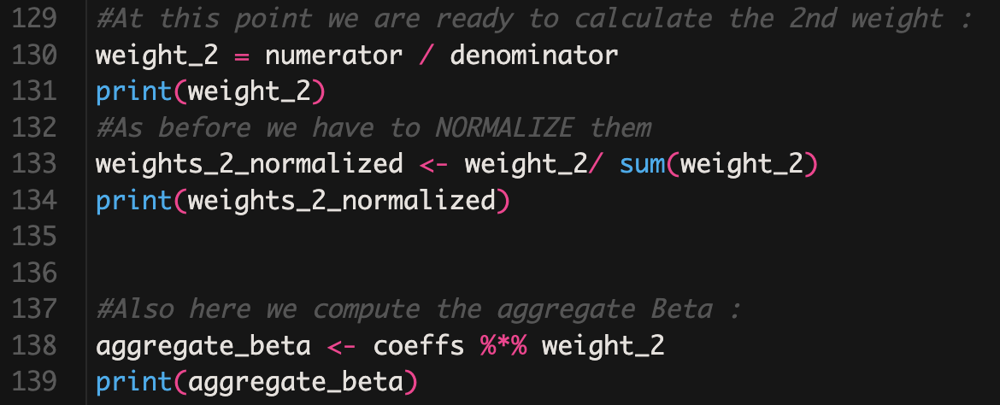 129 #At this point we are ready to calculate the 2nd weight :
130 weight_2 = numerator / denominator
131 print(weight_2)
132 #As before we have to NORMALIZE them
133 weights_2_normalized <- weight_2/ sum(weight_2)
134 print(weights_2_normalized)
135
136
137 #Also here we compute the aggregate Beta :
138 aggregate_beta <- coeffs %*% weight_2
139 print(aggregate_beta)